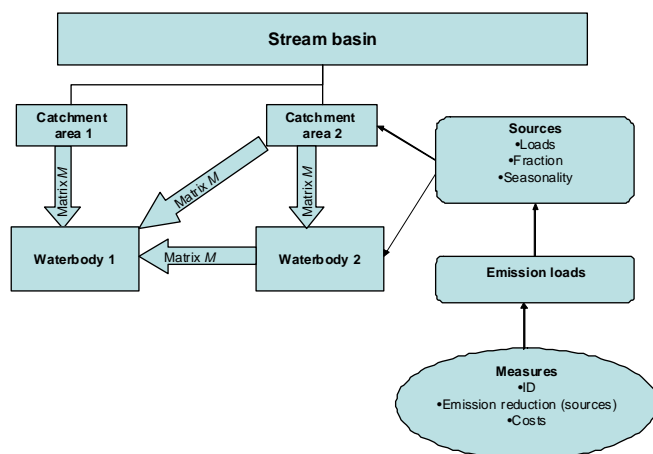 Stream basin
Catchment
area 1
Catchment
area 2
Sources
•Loads
•Fraction
•Seasonality
Matrix M
Matrix M
Matrix M
Waterbody 1
Matrix M
Waterbody 2
Emission loads
Measures
•ID
•Emission reduction (sources)
•Costs